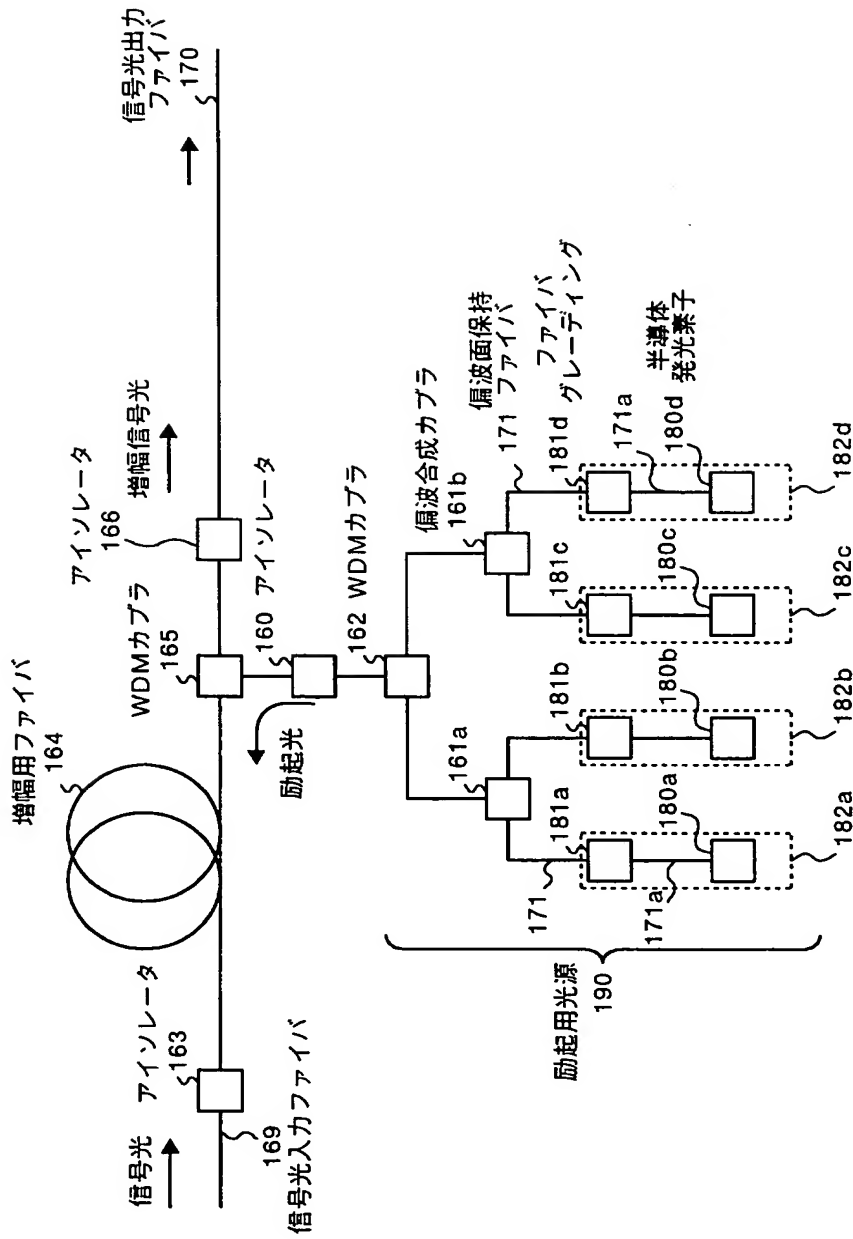 信号光
アイソレータ
163
169
信号光入力ファイバ
増幅用ファイバ
164
WDMカプラ
165
アイソレータ
166
増幅信号光
信号光出力
ファイバ
170
励起光
160 アイソレータ
162 WDMカプラ
偏波合成カプラ
161a
161b
偏波面保持
171 ファイバ
171
ファイバ
グレーディング
181a
181b
181c
181d
半導体
発光素子
171a
171a
180a
180b
180c
180d
182a
182b
182c
182d
励起用光源
190